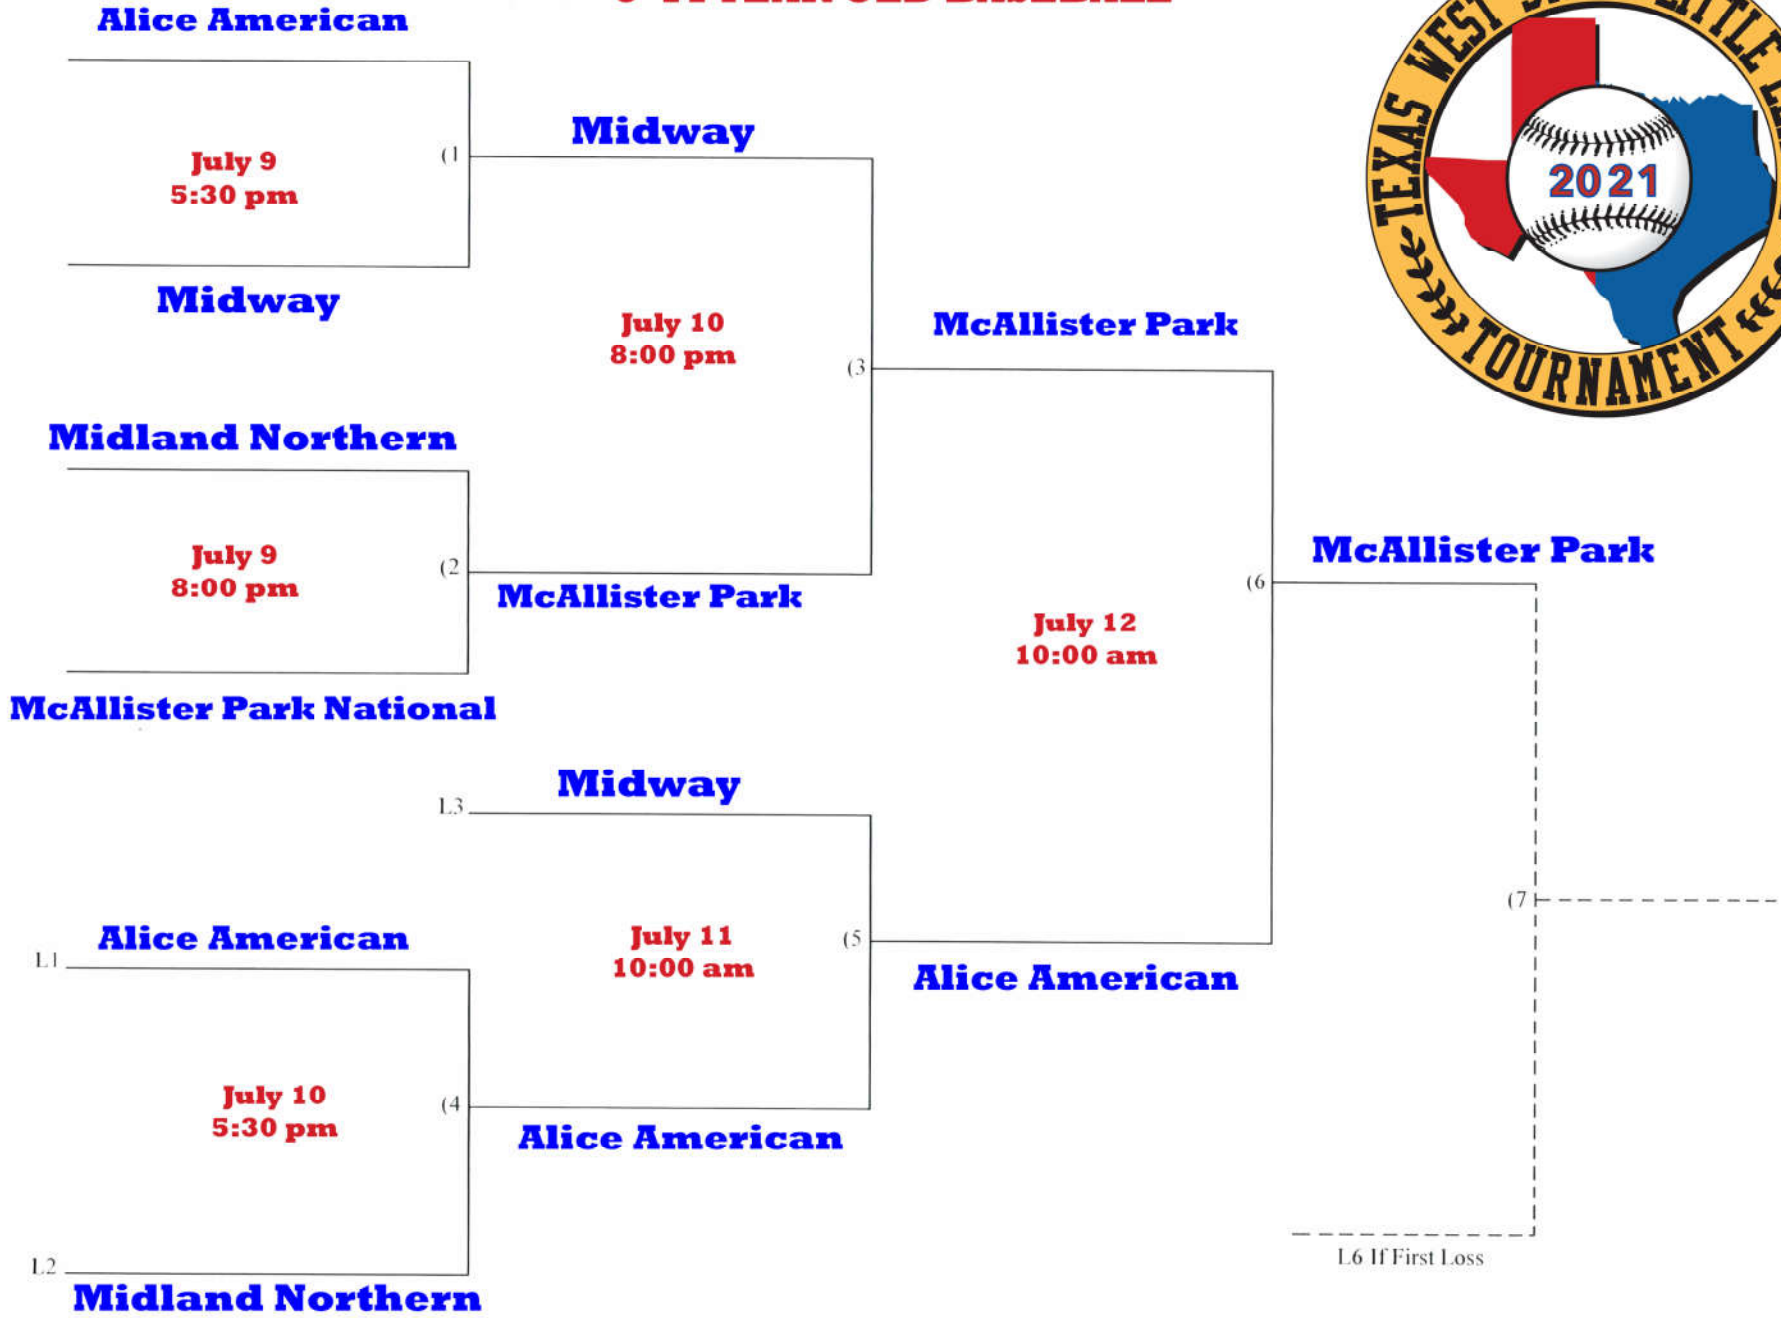 Alice American
July 9
5:30 pm
(1
Midway
Midway
July 10
8:00 pm
(3
McAllister Park
Midland Northern
July 9
8:00 pm
(2
McAllister Park
McAllister Park National
July 12
10:00 am
(6
McAllister Park
L3
Midway
July 11
10:00 am
(5
Alice American
L1
Alice American
July 10
5:30 pm
(4
Alice American
L2
Midland Northern
(7
L6 If First Loss
TEXAS WEST LITTLE
2021
TOURNAMENT